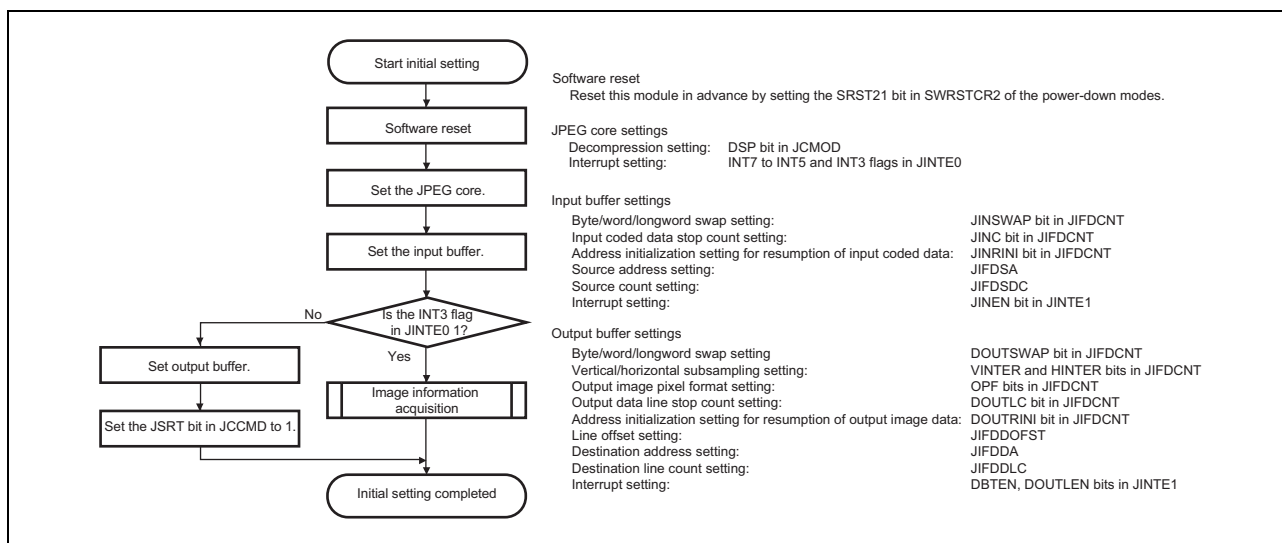 Start initial setting
Software reset
Set the JPEG core.
Set the input buffer.
Is the INT3 flag
in JINTE0 1?
No
Yes
Set output buffer.
Set the JSRT bit in JCCMD to 1.
Image information
acquisition
Initial setting completed
Software reset
Reset this module in advance by setting the SRST21 bit in SWRSTCR2 of the power-down modes.
JPEG core settings
Decompression setting: DSP bit in JCMOD
Interrupt setting: INT7 to INT5 and INT3 flags in JINTE0
Input buffer settings
Byte/word/longword swap setting: JINSWAP bit in JIFDCNT
Input coded data stop count setting: JINC bit in JIFDCNT
Address initialization setting for resumption of input coded data: JINRINI bit in JIFDCNT
Source address setting: JIFDSA
Source count setting: JIFDSDC
Interrupt setting: JINEN bit in JINTE1
Output buffer settings
Byte/word/longword swap setting DOUTSWAP bit in JIFDCNT
Vertical/horizontal subsampling setting: VINTER and HINTER bits in JIFDCNT
Output image pixel format setting: OPF bits in JIFDCNT
Output data line stop count setting: DOUTLC bit in JIFDCNT
Address initialization setting for resumption of output image data: DOUTRINI bit in JIFDCNT
Line offset setting: JIFDDOFST
Destination address setting: JIFDDA
Destination line count setting: JIFDDLC
Interrupt setting: DBTEN, DOUTLEN bits in JINTE1